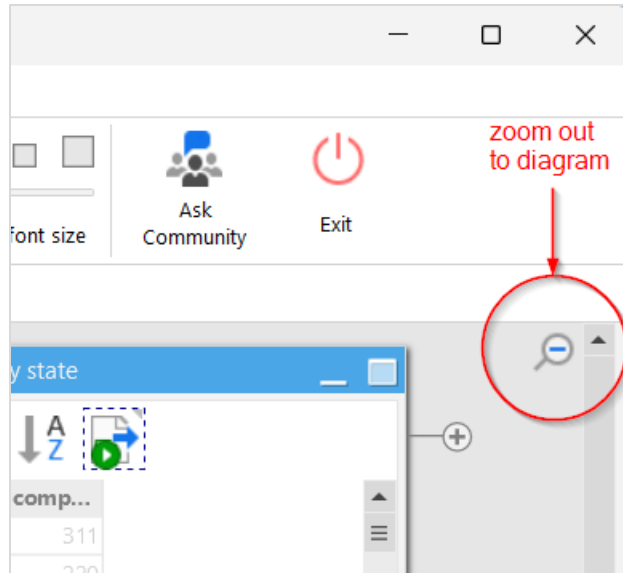 zoom out
to diagram
Ask
Community
Exit
font size
y state
A
Z
comp...
311